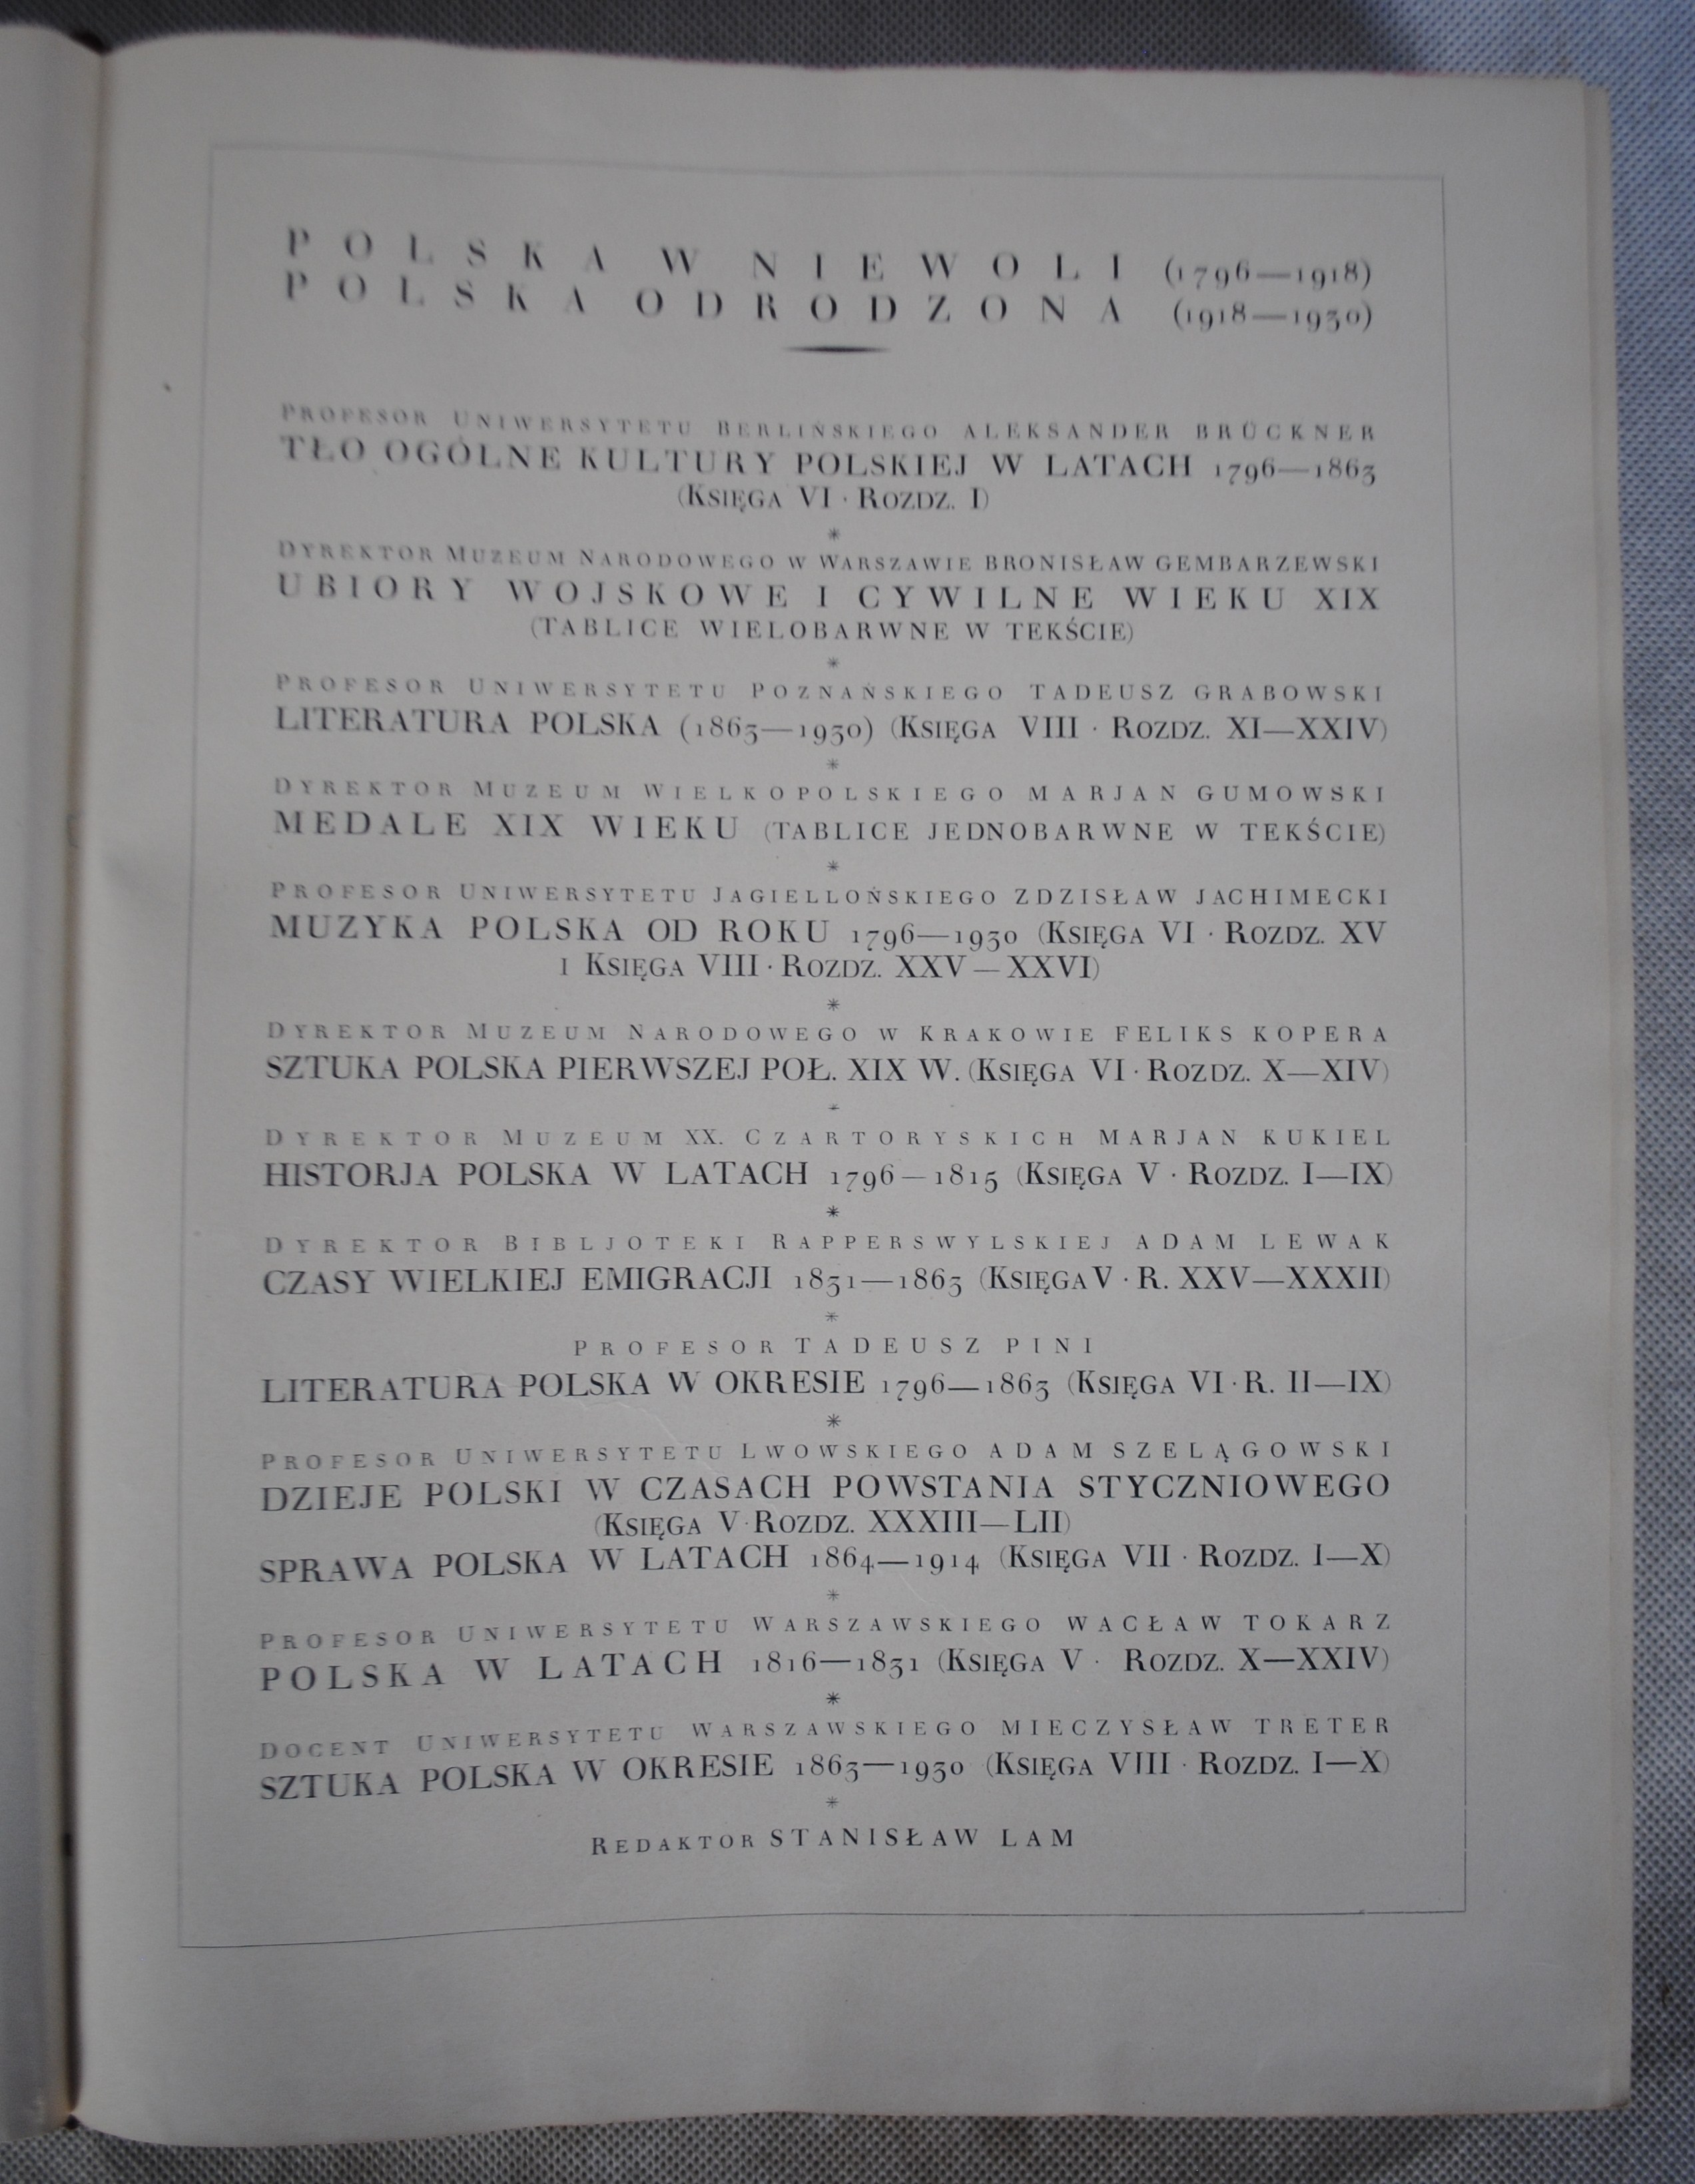 POLSKA W NIEWOLI (1796—1918)
POLSKA ODRODZONA (1918—1930)
PROFESOR UNIWERSYTETU BERLIŃSKIEGO ALEKSANDER BRÜCKNER
TŁO OGÓLNE KULTURY POLSKIEJ W LATACH 1796—1863
(KSIĘGA VI · ROZDZ. I)
*
DYREKTOR MUZEUM NARODOWEGO W WARSZAWIE BRONISŁAW GEMBARZEWSKI
UBIORY WOJSKOWE I CYWILNE WIEKU XIX
(TABLICE WIELOBARWNE W TEKŚCIE)
*
PROFESOR UNIWERSYTETU POZNAŃSKIEGO TADEUSZ GRABOWSKI
LITERATURA POLSKA (1863—1930) (KSIĘGA VIII · ROZDZ. XI—XXIV)
*
DYREKTOR MUZEUM WIELKOPOLSKIEGO MARJAN GUMOWSKI
MEDALE XIX WIEKU (TABLICE JEDNOBARWNE W TEKŚCIE)
*
PROFESOR UNIWERSYTETU JAGIELLOŃSKIEGO ZDZISŁAW JACHIMECKI
MUZYKA POLSKA OD ROKU 1796—1930 (KSIĘGA VI · ROZDZ. XV
I KSIĘGA VIII · ROZDZ. XXV—XXVI)
*
DYREKTOR MUZEUM NARODOWEGO W KRAKOWIE FELIKS KOPERA
SZTUKA POLSKA PIERWSZEJ POŁ. XIX W. (KSIĘGA VI · ROZDZ. X—XIV)
*
DYREKTOR MUZEUM XX. CZARTORYSKICH MARJAN KUKIEL
HISTORJA POLSKA W LATACH 1796—1815 (KSIĘGA V · ROZDZ. I—IX)
*
DYREKTOR BIBLJOTEKI RAPPERSWYLSKIEJ ADAM LEWAK
CZASY WIELKIEJ EMIGRACJI 1831—1863 (KSIĘGA V · R. XXV—XXXII)
*
PROFESOR TADEUSZ PINI
LITERATURA POLSKA W OKRESIE 1796—1863 (KSIĘGA VI · R. II—IX)
*
PROFESOR UNIWERSYTETU LWOWSKIEGO ADAM SZELĄGOWSKI
DZIEJE POLSKI W CZASACH POWSTANIA STYCZNIOWEGO
(KSIĘGA V · ROZDZ. XXXIII—LII)
SPRAWA POLSKA W LATACH 1864—1914 (KSIĘGA VII · ROZDZ. I—X)
*
PROFESOR UNIWERSYTETU WARSZAWSKIEGO WACŁAW TOKARZ
POLSKA W LATACH 1816—1831 (KSIĘGA V · ROZDZ. X—XXIV)
*
DOCENT UNIWERSYTETU WARSZAWSKIEGO MIECZYSŁAW TRETER
SZTUKA POLSKA W OKRESIE 1863—1930 (KSIĘGA VIII · ROZDZ. I—X)
*
REDAKTOR STANISŁAW LAM